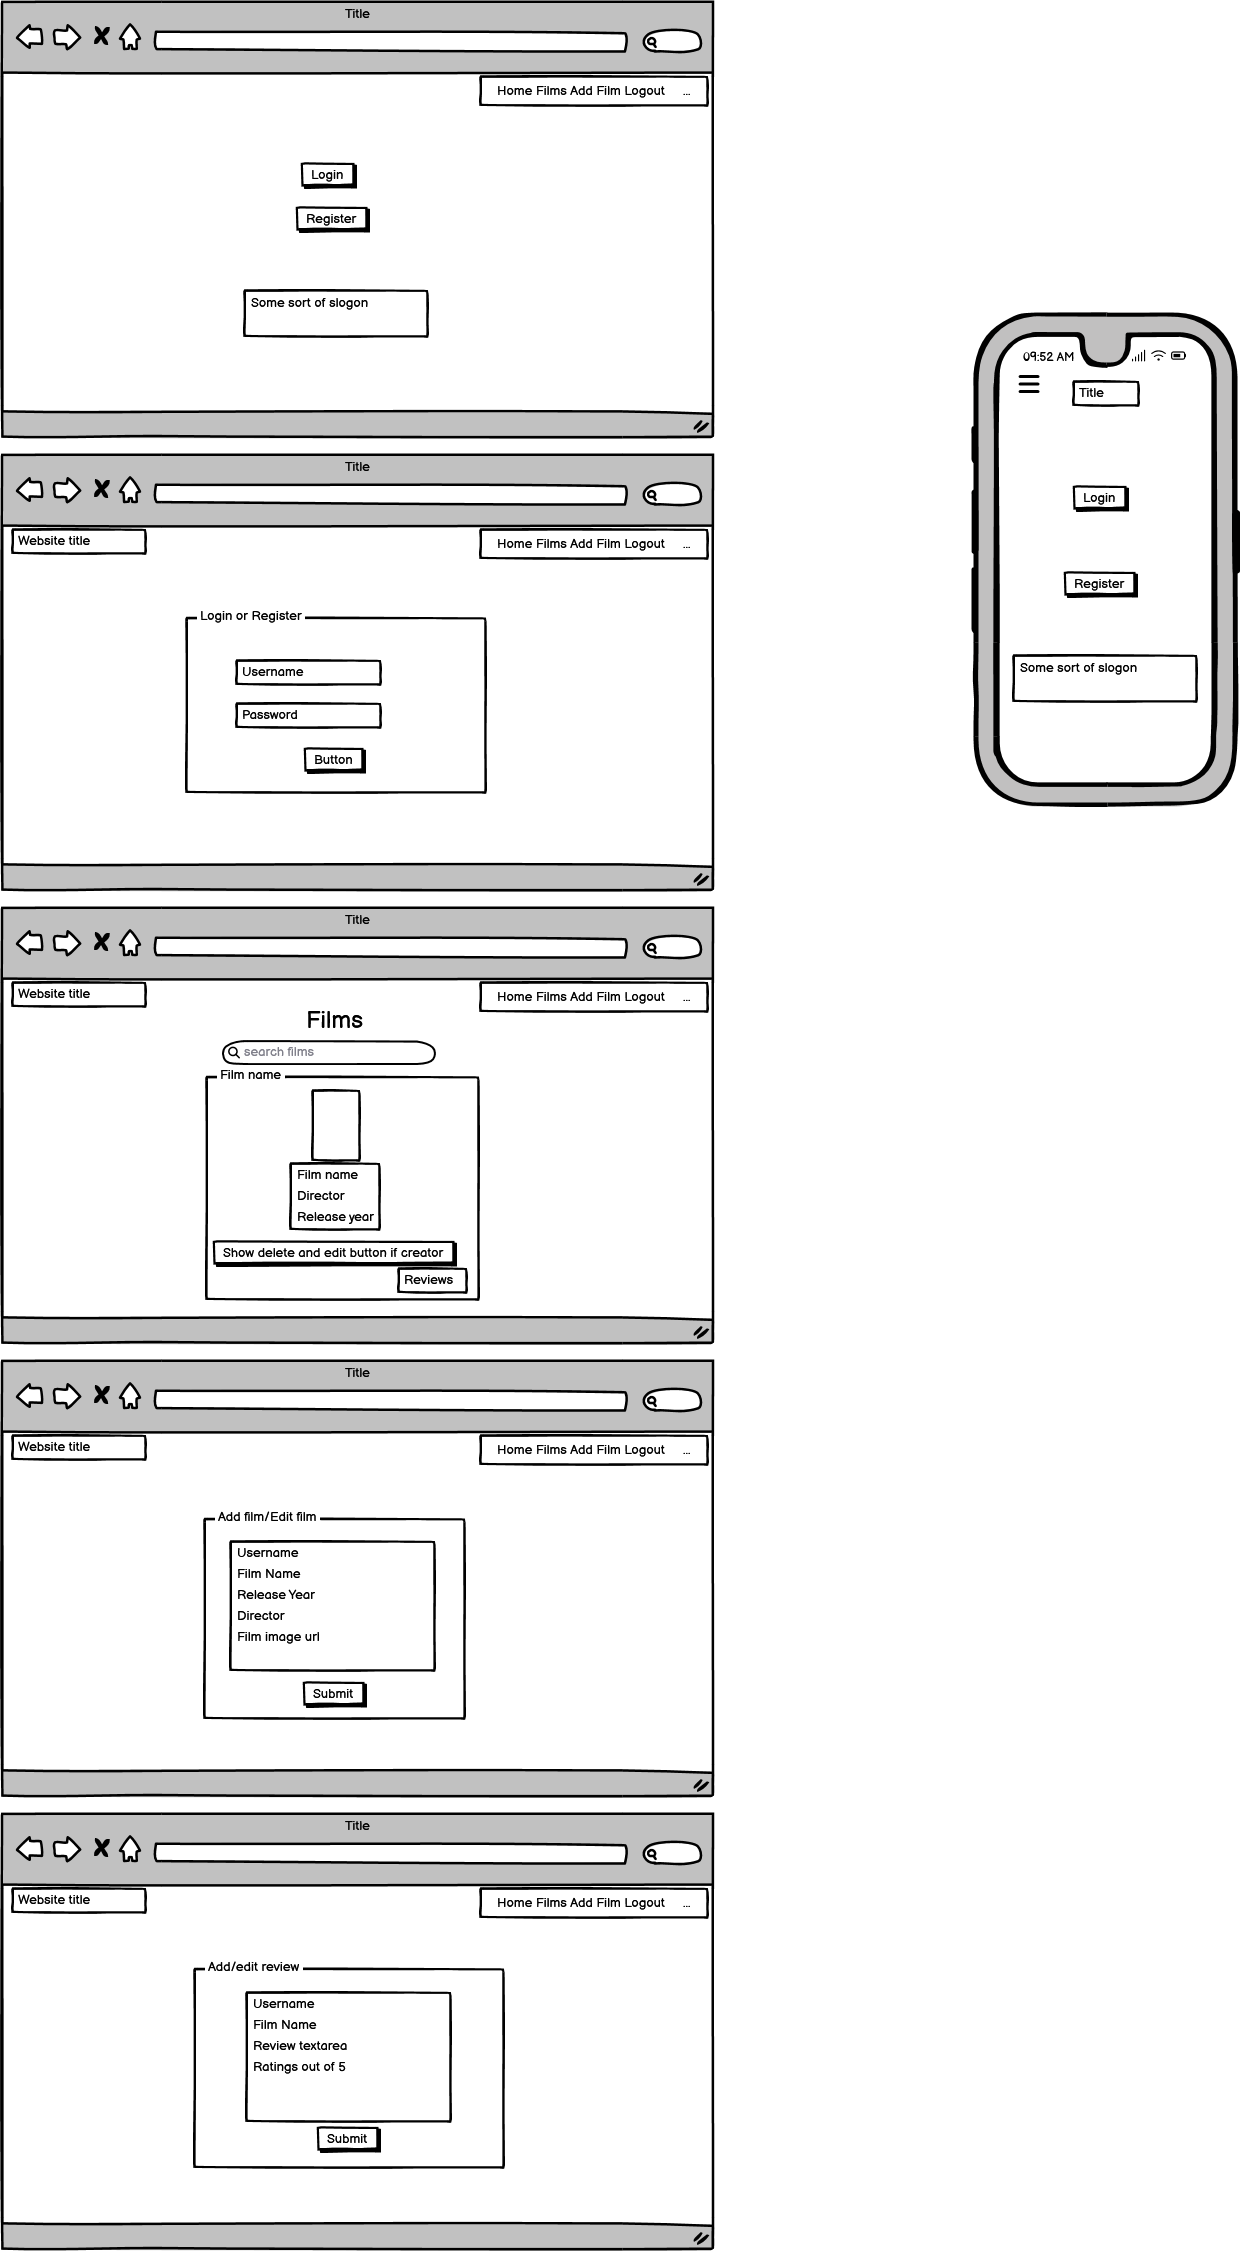 Title
Home Films Add Film Logout ...
Login
Register
Some sort of slogon
Title
Website title
Home Films Add Film Logout ...
Login or Register
Username
Password
Button
Title
Website title
Home Films Add Film Logout ...
Films
search films
Film name
Film name
Director
Release year
Show delete and edit button if creator
Reviews
Title
Website title
Home Films Add Film Logout ...
Add film/Edit film
Username
Film Name
Release Year
Director
Film image url
Submit
Title
Website title
Home Films Add Film Logout ...
Add/edit review
Username
Film Name
Review textarea
Ratings out of 5
Submit
09:52 AM
Title
Login
Register
Some sort of slogon